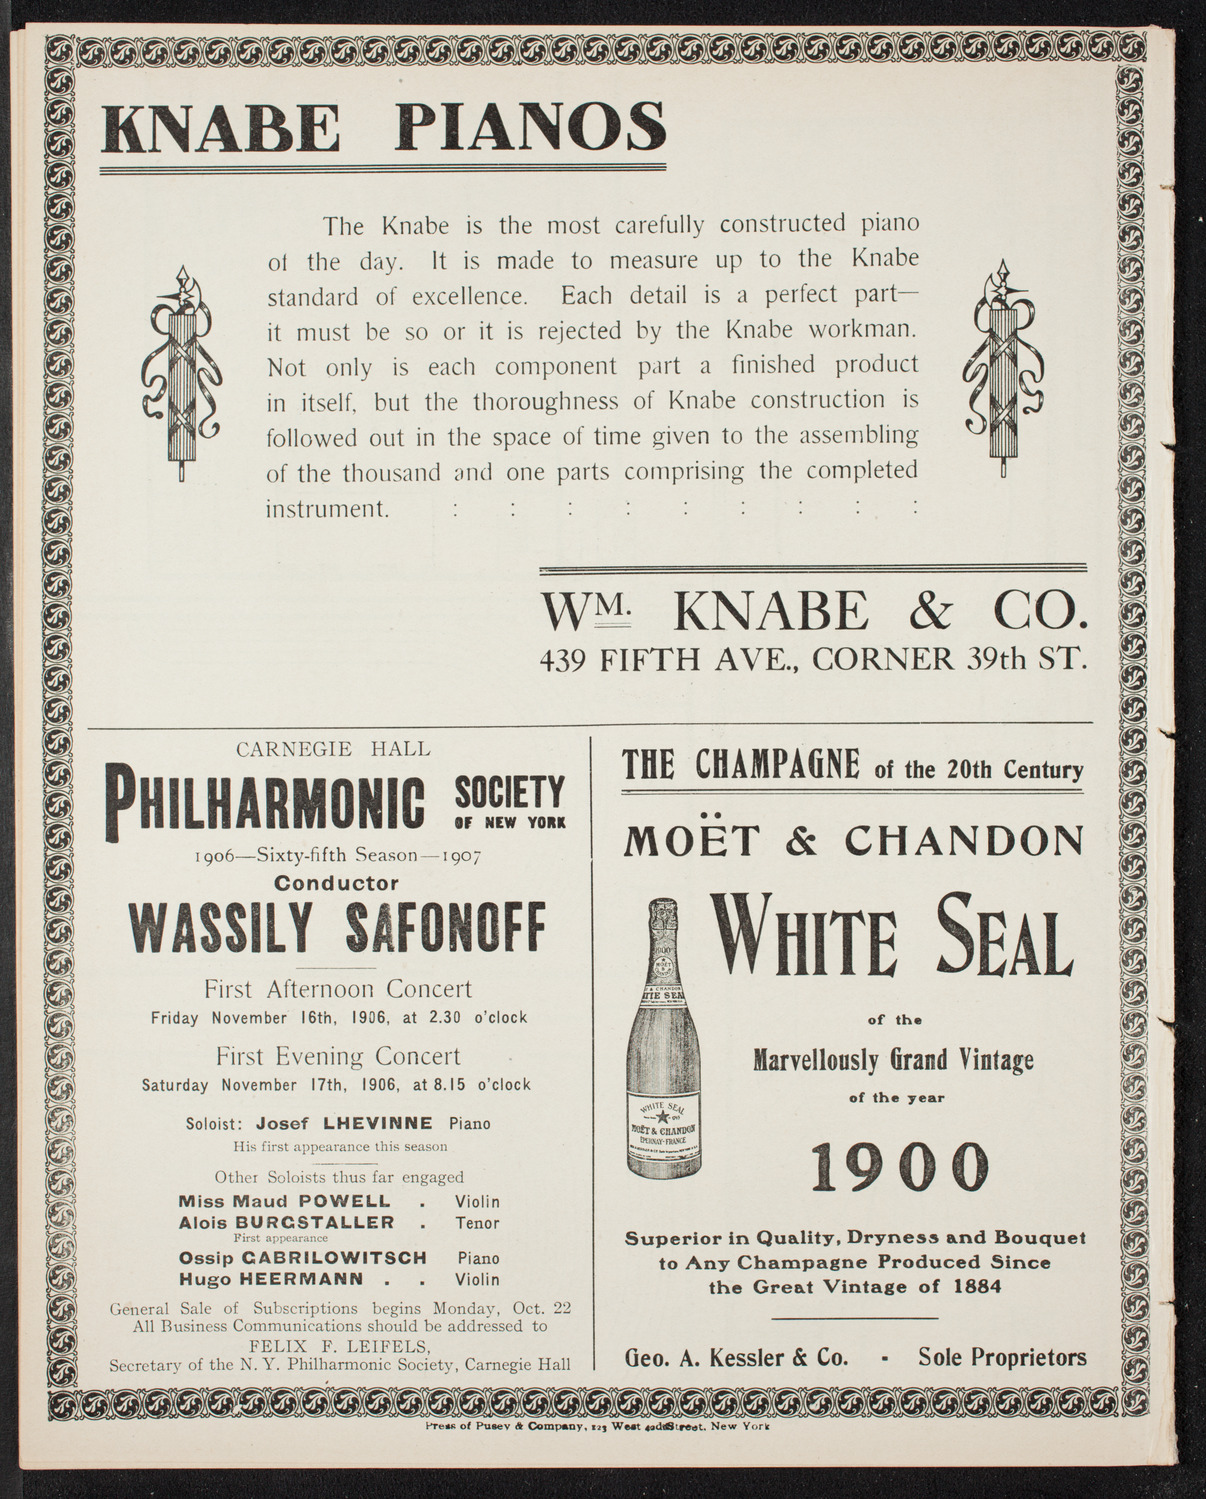 KNABE PIANOS
The Knabe is the most carefully constructed piano
of the day. It is made to measure up to the Knabe
standard of excellence. Each detail is a perfect part—
it must be so or it is rejected by the Knabe workman.
Not only is each component part a finished product
in itself, but the thoroughness of Knabe construction is
followed out in the space of time given to the assembling
of the thousand and one parts comprising the completed
instrument. : : : : : : : : :
WM. KNABE & CO.
439 FIFTH AVE., CORNER 39th ST.
CARNEGIE HALL
PHILHARMONIC SOCIETY
OF NEW YORK
1906—Sixty-fifth Season—1907
Conductor
WASSILY SAFONOFF
First Afternoon Concert
Friday November 16th, 1906, at 2.30 o'clock
First Evening Concert
Saturday November 17th, 1906, at 8.15 o'clock
Soloist: Josef LHEVINNE Piano
His first appearance this season
Other Soloists thus far engaged
Miss Maud POWELL . Violin
Alois BURGSTALLER . Tenor
First appearance
Ossip GABRILOWITSCH Piano
Hugo HEERMANN . . Violin
General Sale of Subscriptions begins Monday, Oct. 22
All Business Communications should be addressed to
FELIX F. LEIFELS,
Secretary of the N. Y. Philharmonic Society, Carnegie Hall
THE CHAMPAGNE of the 20th Century
MOËT & CHANDON
WHITE SEAL
of the
Marvellously Grand Vintage
of the year
1900
WHITE SEAL
MOËT & CHANDON
EPERNAY-FRANCE
Superior in Quality, Dryness and Bouquet
to Any Champagne Produced Since
the Great Vintage of 1884
Geo. A. Kessler & Co. - Sole Proprietors
Press of Pusey & Company, 123 West 40th Street, New York